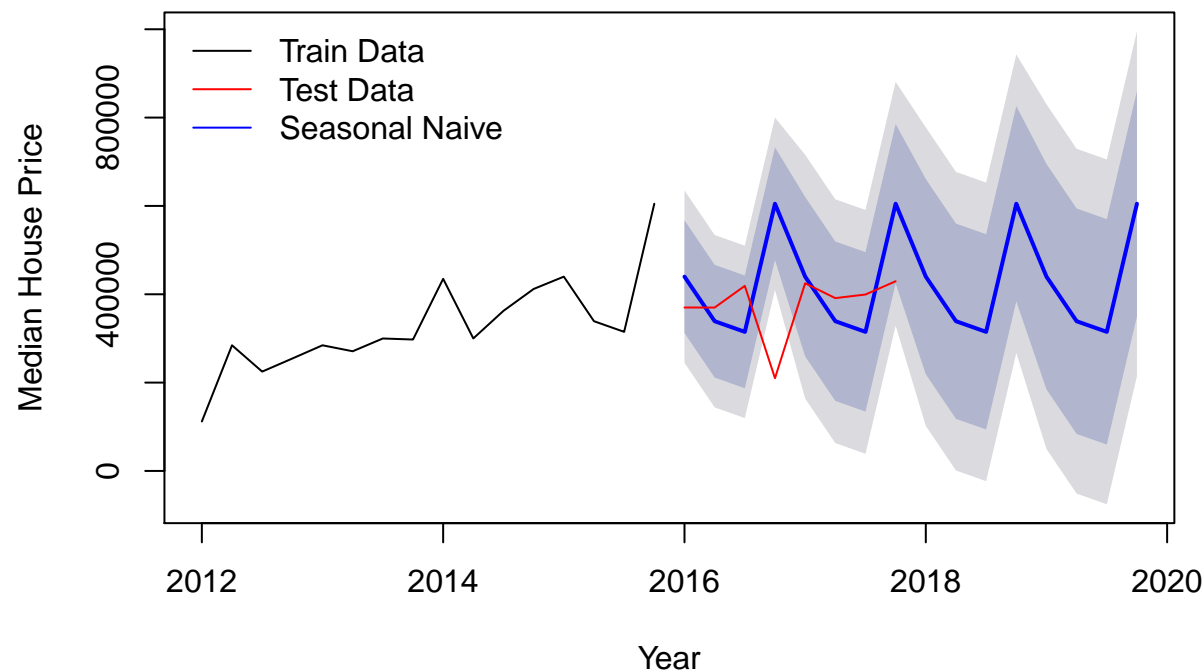 Train Data
Test Data
Seasonal Naive
Median House Price
800000
400000
0
2012 2014 2016 2018 2020
Year